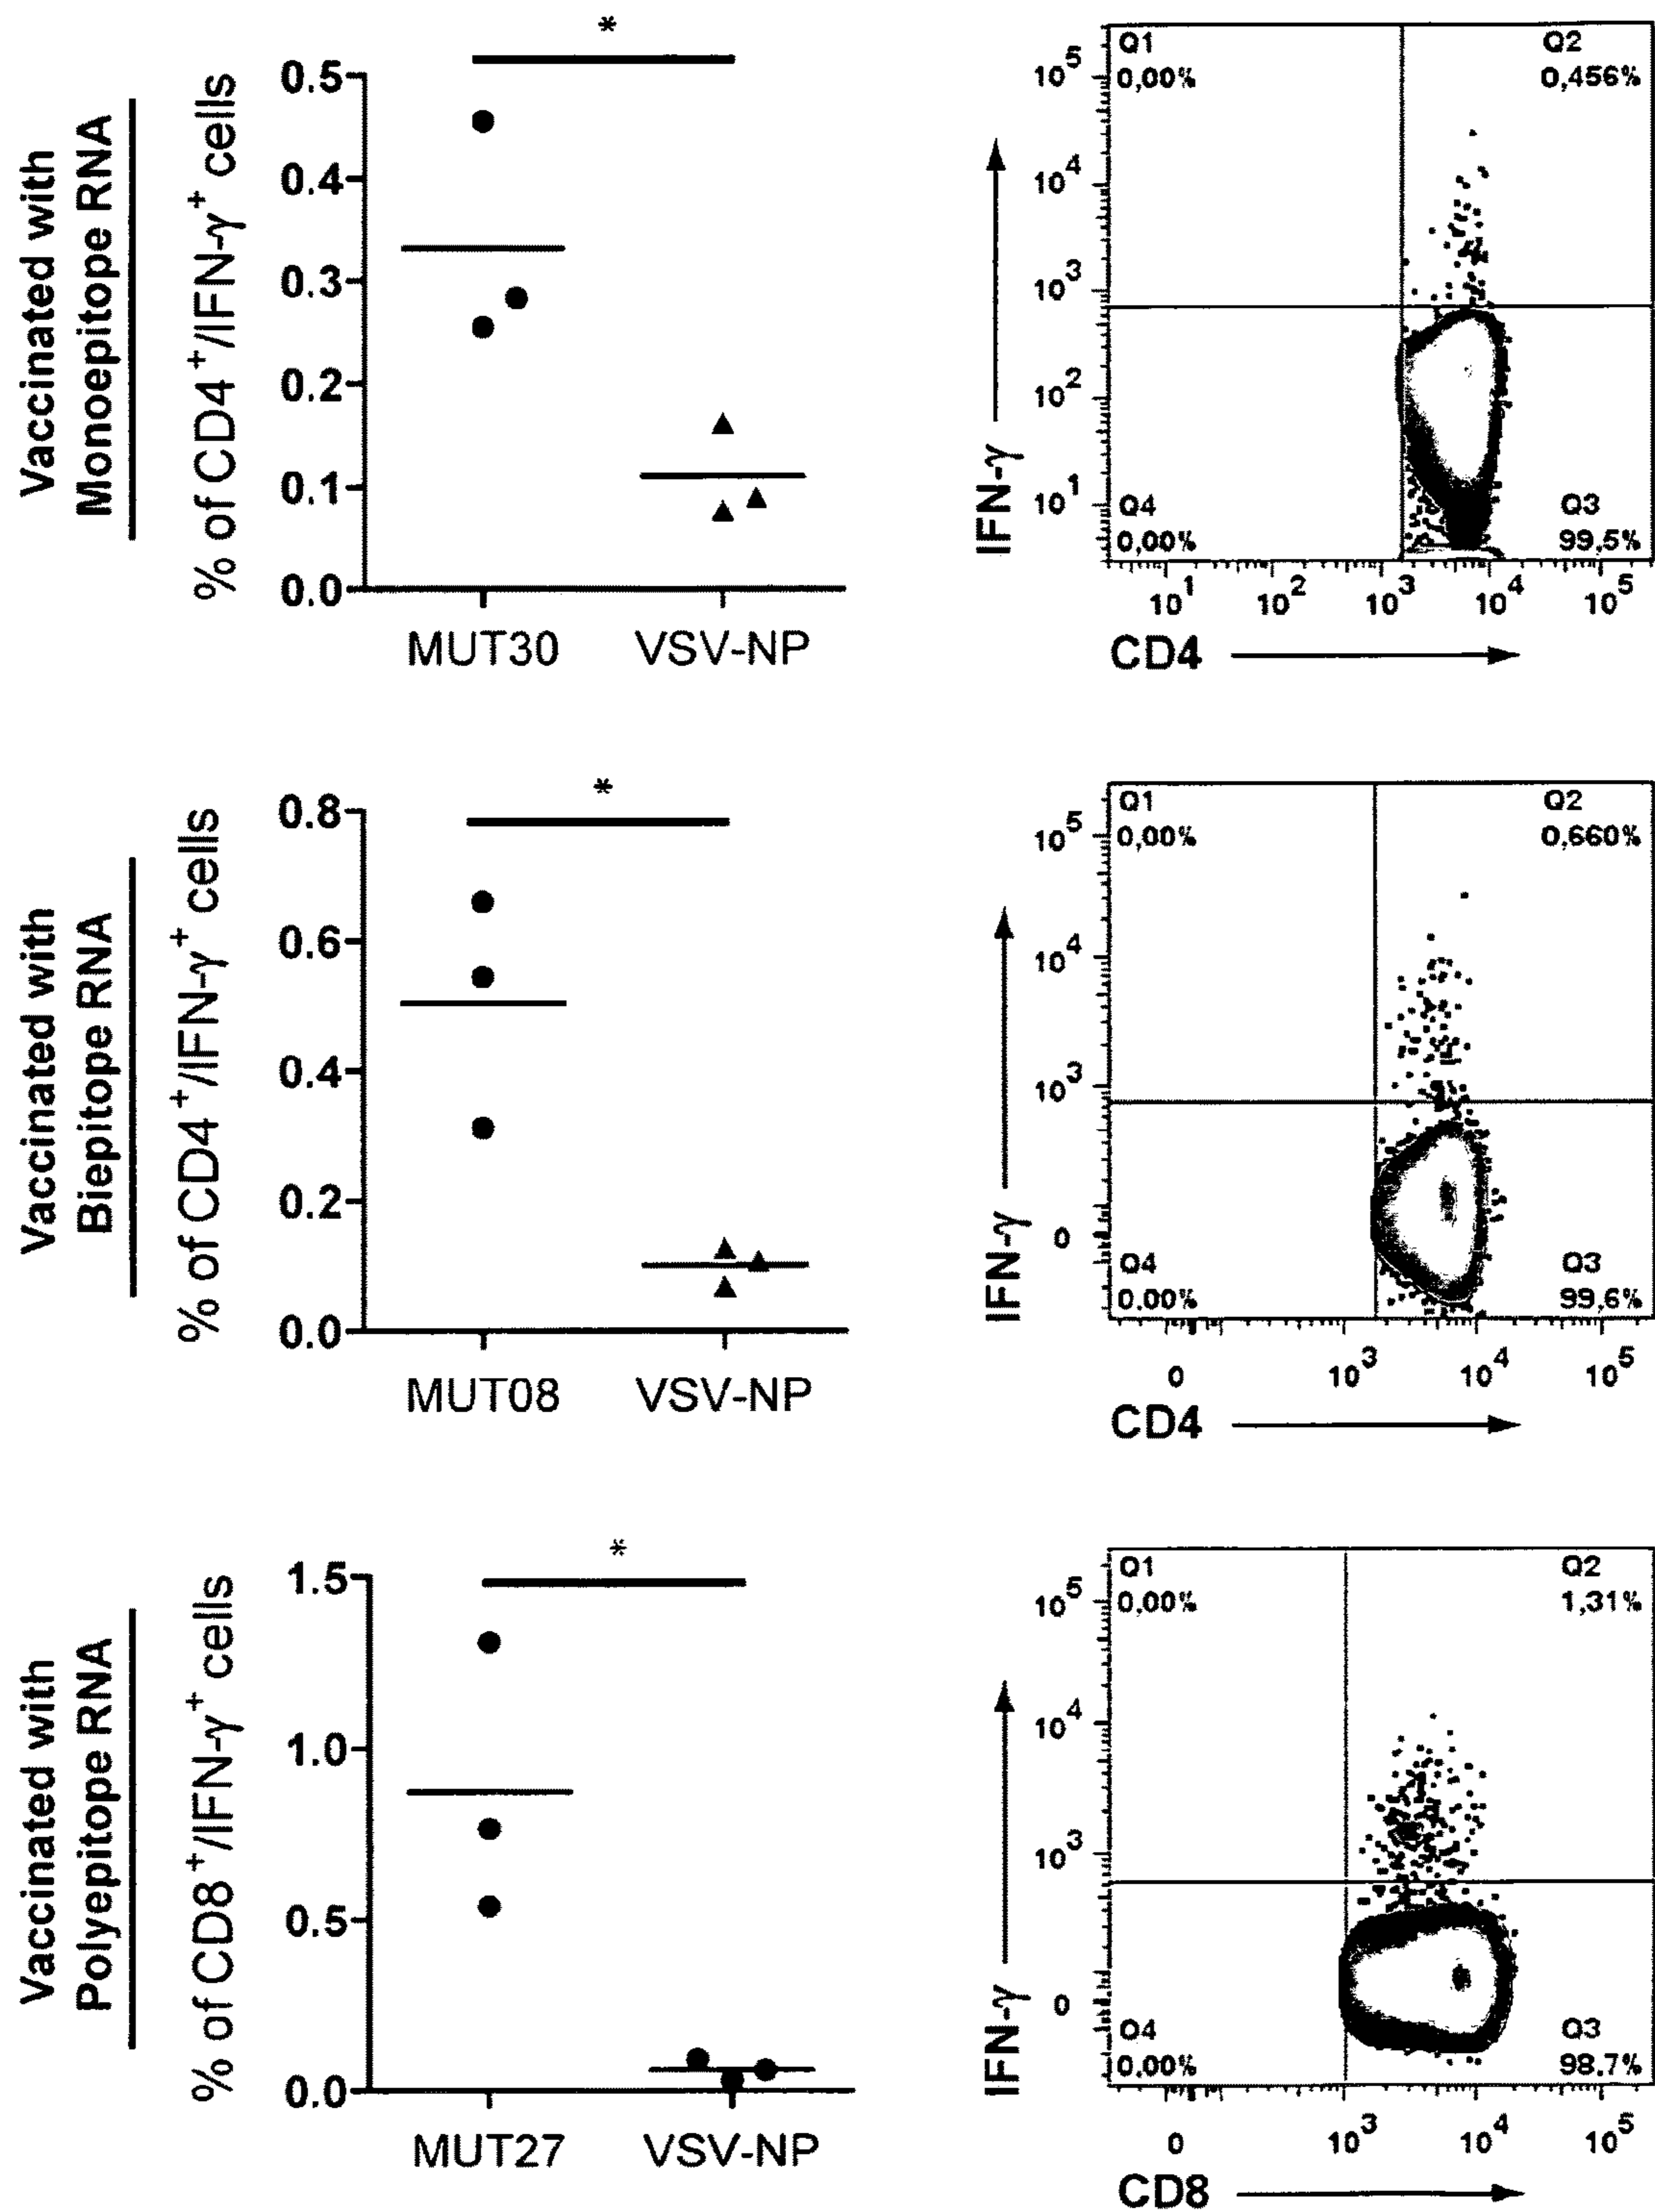 Vaccinated with
Monoepitope RNA
% of CD4+/IFN-γ+ cells
*
0.5
0.4
0.3
0.2
0.1
0.0
MUT30 VSV-NP
Q1
0,00%
Q2
0,456%
Q4
0,00%
Q3
99,5%
IFN-γ
10^5
10^4
10^3
10^2
10^1
10^1 10^2 10^3 10^4 10^5
CD4
Vaccinated with
Biepitope RNA
% of CD4+/IFN-γ+ cells
*
0.8
0.6
0.4
0.2
0.0
MUT08 VSV-NP
Q1
0,00%
Q2
0,660%
Q4
0,00%
Q3
99,6%
IFN-γ
10^5
10^4
10^3
0
0 10^3 10^4 10^5
CD4
Vaccinated with
Polyepitope RNA
% of CD8+/IFN-γ+ cells
*
1.5
1.0
0.5
0.0
MUT27 VSV-NP
Q1
0,00%
Q2
1,31%
Q4
0,00%
Q3
98,7%
IFN-γ
10^5
10^4
10^3
0
0 10^3 10^4 10^5
CD8